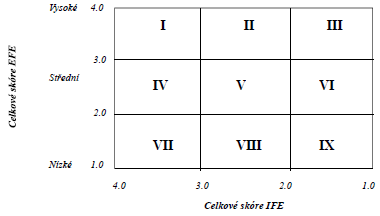 Vysoké 4.0
I II III
3.0
Střední IV V VI
2.0
VII VIII IX
Nízké 1.0
4.0 3.0 2.0 1.0
Celkové skóre IFE
Celkové skóre EFE